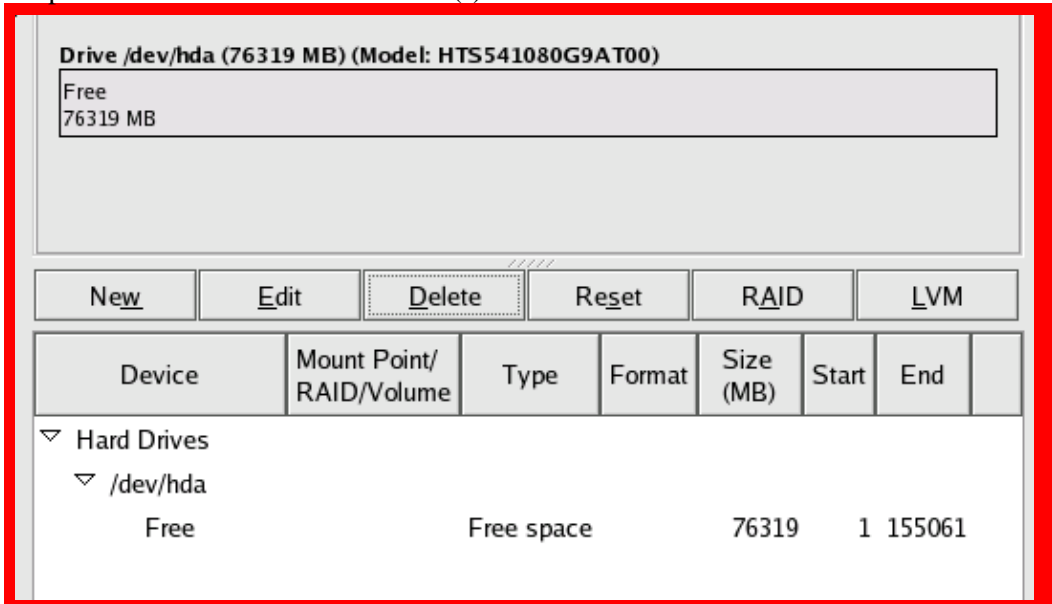 Drive /dev/hda (76319 MB) (Model: HTS541080G9AT00)
Free
76319 MB
New Edit Delete Reset RAID LVM
Device Mount Point/ RAID/Volume Type Format Size (MB) Start End
Hard Drives
/dev/hda
Free Free space 76319 1 155061